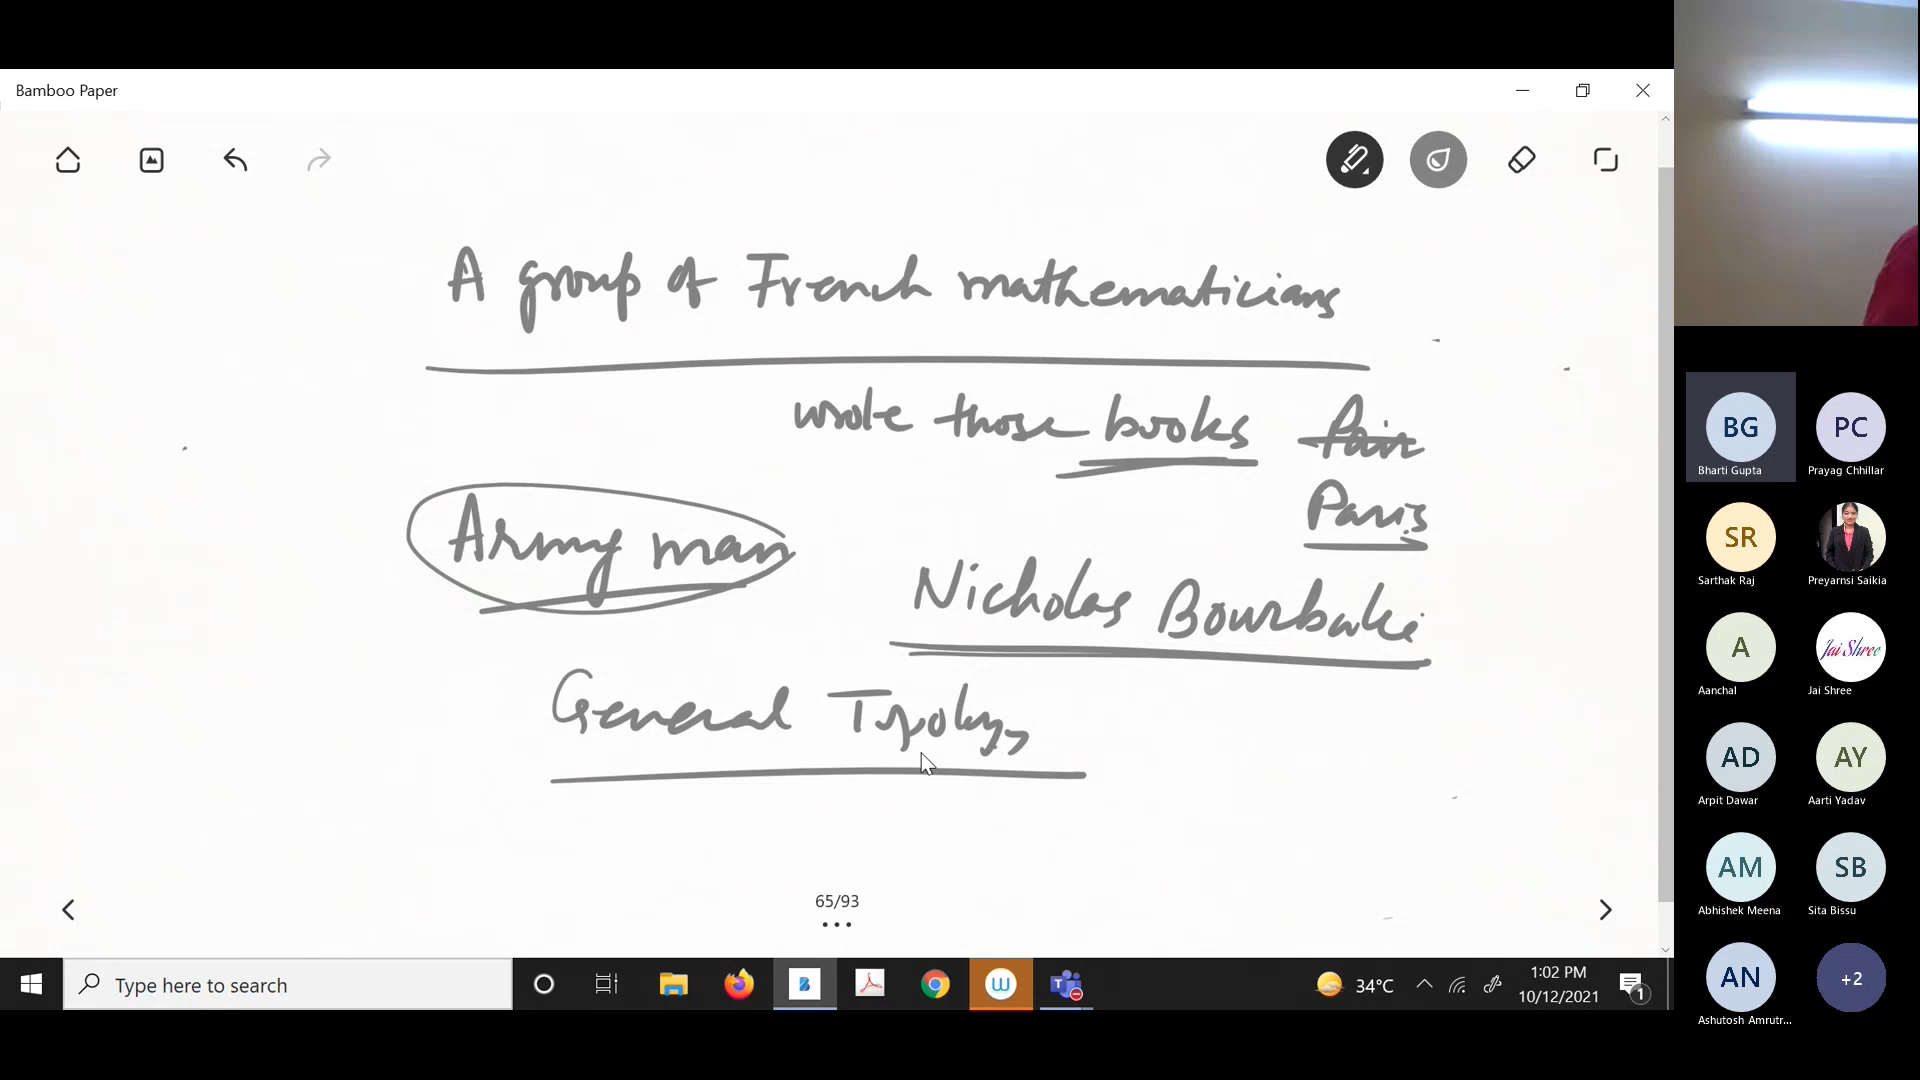 Bamboo Paper
A group of French mathematicians
wrote those books
Paris
Army man
Nicholas Bourbaki
General Topology
65/93
Type here to search
34°C
1:02 PM
10/12/2021
1
BG
Bharti Gupta
PC
Prayag Chhillar
SR
Sarthak Raj
Preyarnsi Saikia
A
Aanchal
Jai Shree
Jai Shree
AD
Arpit Dawar
AY
Aarti Yadav
AM
Abhishek Meena
SB
Sita Bissu
AN
Ashutosh Amrutr...
+2